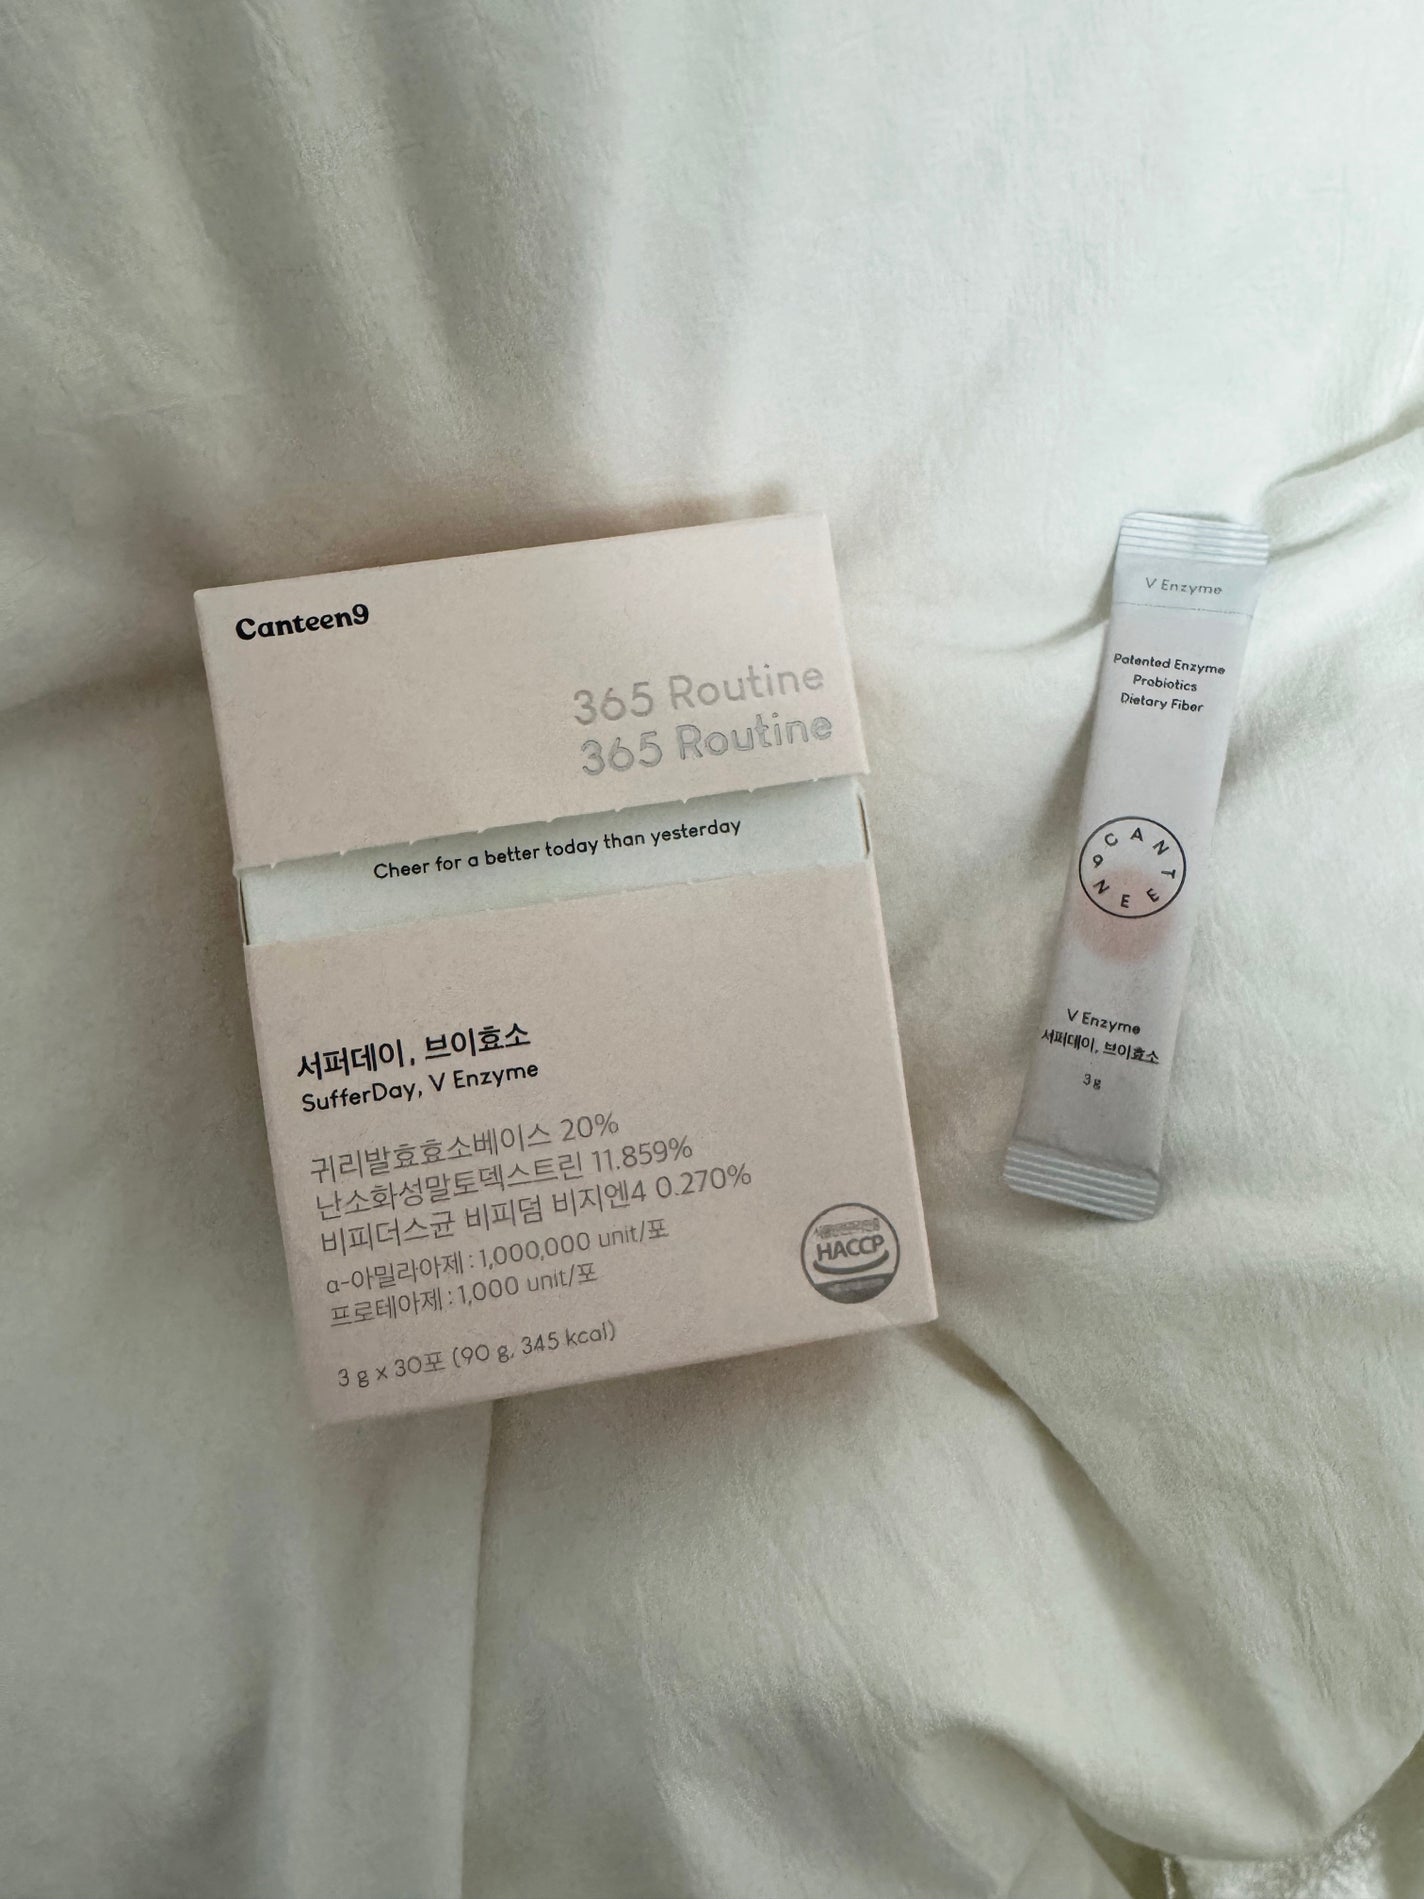 Canteen9
365 Routine
365 Routine
Cheer for a better today than yesterday
서퍼데이, 브이효소
SufferDay, V Enzyme
귀리발효효소베이스 20%
난소화성말토덱스트린 11.859%
비피더스균 비피덤 비지엔4 0.270%
α-아밀라아제 : 1,000,000 unit/포
프로테아제 : 1,000 unit/포
3 g x 30포 (90 g, 345 kcal)
HACCP
V Enzyme
Patented Enzyme
Probiotics
Dietary Fiber
CANTEEN9
V Enzyme
서퍼데이, 브이효소
3 g